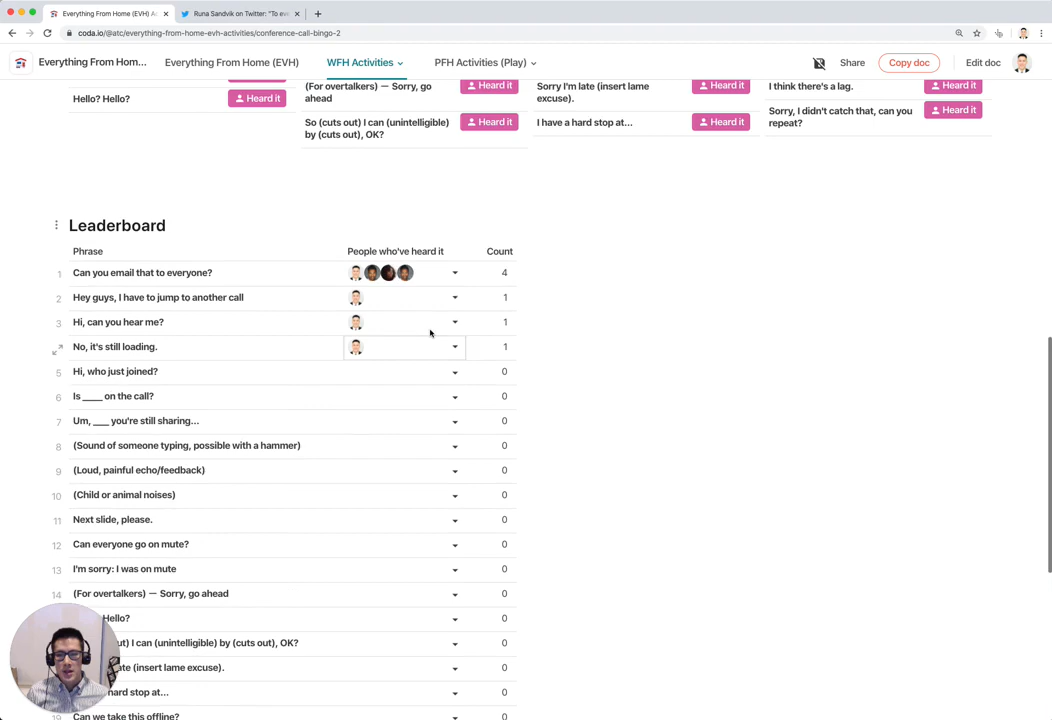 Everything From Home (EVH) A
Runa Sandvik on Twitter: "To eve
coda.io/@atc/everything-from-home-evh-activities/conference-call-bingo-2
Everything From Hom... Everything From Home (EVH) WFH Activities PFH Activities (Play) Share Copy doc Edit doc
Hello? Hello? Heard it
(For overtalkers) — Sorry, go ahead Heard it
So (cuts out) I can (unintelligible) by (cuts out), OK? Heard it
Sorry I'm late (insert lame excuse). Heard it
I have a hard stop at... Heard it
I think there's a lag. Heard it
Sorry, I didn't catch that, can you repeat? Heard it
Leaderboard
Phrase People who've heard it Count
1 Can you email that to everyone? 4
2 Hey guys, I have to jump to another call 1
3 Hi, can you hear me? 1
No, it's still loading. 1
5 Hi, who just joined? 0
6 Is ____ on the call? 0
7 Um, ___ you're still sharing... 0
8 (Sound of someone typing, possible with a hammer) 0
9 (Loud, painful echo/feedback) 0
10 (Child or animal noises) 0
11 Next slide, please. 0
12 Can everyone go on mute? 0
13 I'm sorry: I was on mute 0
14 (For overtalkers) — Sorry, go ahead 0
Hello? 0
ut) I can (unintelligible) by (cuts out), OK? 0
ate (insert lame excuse). 0
hard stop at... 0
19 Can we take this offline? 0